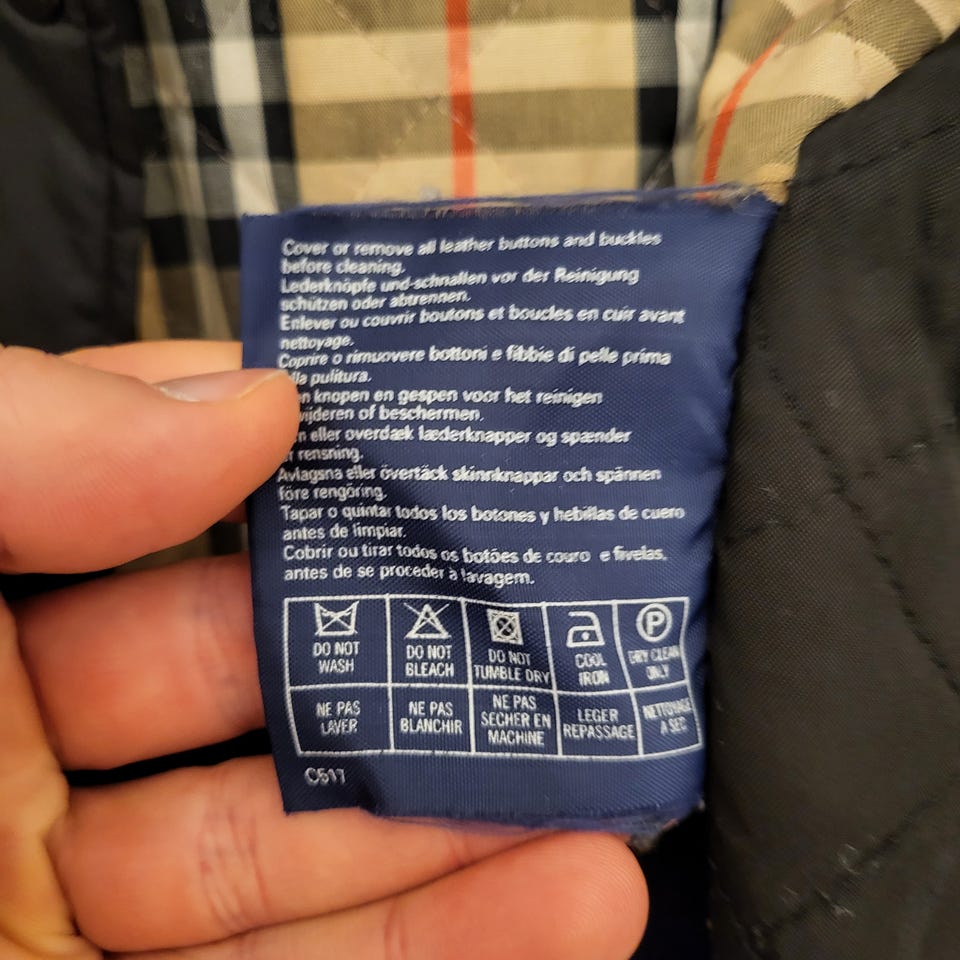 Cover or remove all leather buttons and buckles
before cleaning.
Lederknöpfe und-schnallen vor der Reinigung
schützen oder abtrennen.
Enlever ou couvrir boutons et boucles en cuir avant
nettoyage.
Coprire o rimuovere bottoni e fibbie di pelle prima
pulitura.
knopen en gespen voor het reinigen
of beschermen.
eller overdæk læderknapper og spænder
rensning.
Avlagsna eller övertäck skinnknappar och spännen
före rengöring.
Tapar o quintar todos los botones y hebillas de cuero
antes de limpiar.
Cobrir ou tirar todos os botões de couro e fivelas,
antes de se proceder à lavagem.
P
DO NOT WASH
DO NOT BLEACH
DO NOT TUMBLE DRY
COOL IRON
DRY CLEAN ONLY
NE PAS LAVER
NE PAS BLANCHIR
NE PAS SECHER EN MACHINE
LEGER REPASSAGE
NETTOYAGE A SEC
C511